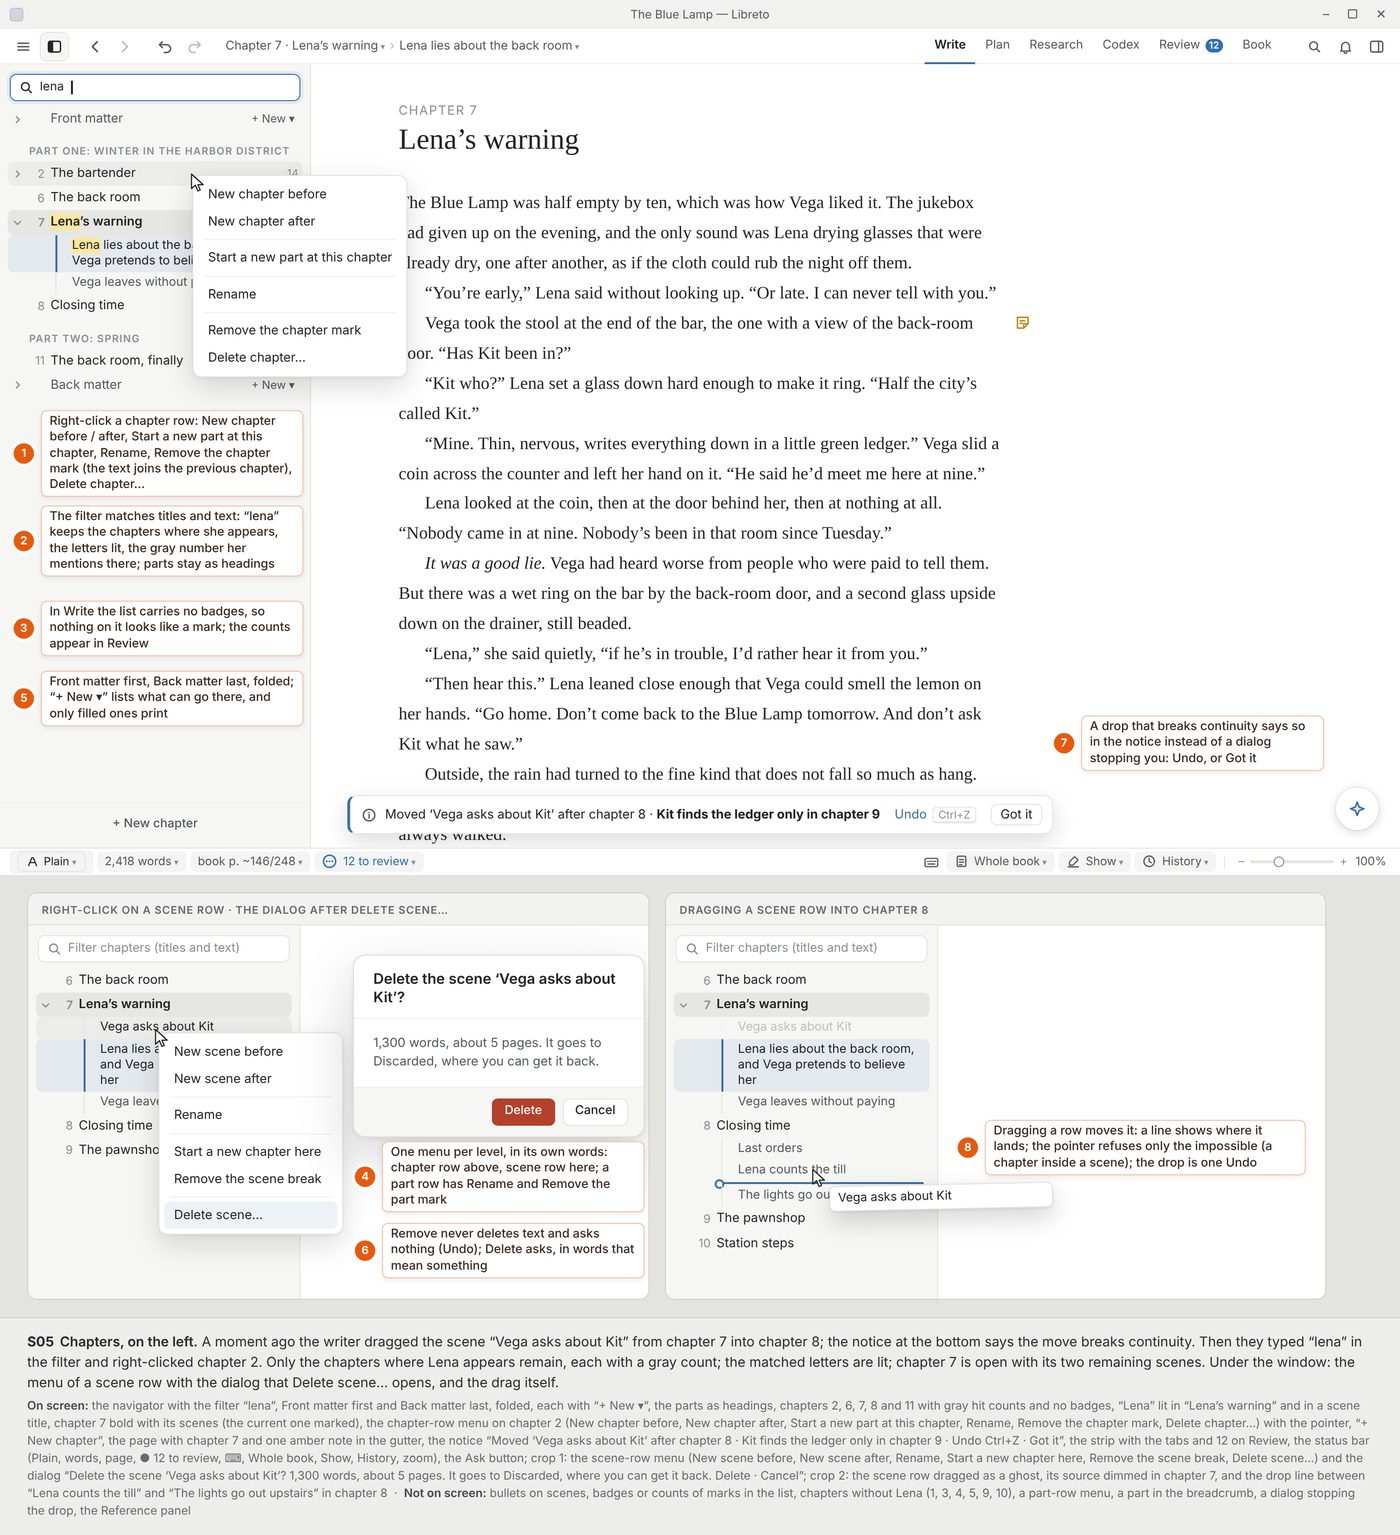 The Blue Lamp — Libreto
Chapter 7 · Lena’s warning ▾ › Lena lies about the back room ▾
Write Plan Research Codex Review 12 Book
lena
Front matter + New ▾
PART ONE: WINTER IN THE HARBOR DISTRICT
2 The bartender 14
6 The back room
7 Lena’s warning
Lena lies about the ba
Vega pretends to beli
Vega leaves without p
8 Closing time
PART TWO: SPRING
11 The back room, finally
Back matter + New ▾
New chapter before
New chapter after
Start a new part at this chapter
Rename
Remove the chapter mark
Delete chapter…
1
Right-click a chapter row: New chapter
before / after, Start a new part at this
chapter, Rename, Remove the chapter
mark (the text joins the previous chapter),
Delete chapter…
2
The filter matches titles and text: “lena”
keeps the chapters where she appears,
the letters lit, the gray number her
mentions there; parts stay as headings
3
In Write the list carries no badges, so
nothing on it looks like a mark; the counts
appear in Review
5
Front matter first, Back matter last, folded;
“+ New ▾” lists what can go there, and
only filled ones print
+ New chapter
CHAPTER 7
Lena’s warning
The Blue Lamp was half empty by ten, which was how Vega liked it. The jukebox
ad given up on the evening, and the only sound was Lena drying glasses that were
lready dry, one after another, as if the cloth could rub the night off them.
“You’re early,” Lena said without looking up. “Or late. I can never tell with you.”
Vega took the stool at the end of the bar, the one with a view of the back-room
oor. “Has Kit been in?”
“Kit who?” Lena set a glass down hard enough to make it ring. “Half the city’s
called Kit.”
“Mine. Thin, nervous, writes everything down in a little green ledger.” Vega slid a
coin across the counter and left her hand on it. “He said he’d meet me here at nine.”
Lena looked at the coin, then at the door behind her, then at nothing at all.
“Nobody came in at nine. Nobody’s been in that room since Tuesday.”
It was a good lie. Vega had heard worse from people who were paid to tell them.
But there was a wet ring on the bar by the back-room door, and a second glass upside
down on the drainer, still beaded.
“Lena,” she said quietly, “if he’s in trouble, I’d rather hear it from you.”
“Then hear this.” Lena leaned close enough that Vega could smell the lemon on
her hands. “Go home. Don’t come back to the Blue Lamp tomorrow. And don’t ask
Kit what he saw.”
Outside, the rain had turned to the fine kind that does not fall so much as hang.
always walked.
7
A drop that breaks continuity says so
in the notice instead of a dialog
stopping you: Undo, or Got it
Moved ‘Vega asks about Kit’ after chapter 8 · Kit finds the ledger only in chapter 9 Undo Ctrl+Z Got it
A Plain ▾ 2,418 words ▾ book p. ~146/248 ▾ 12 to review ▾ Whole book ▾ Show ▾ History ▾ − + 100%
RIGHT-CLICK ON A SCENE ROW · THE DIALOG AFTER DELETE SCENE…
Filter chapters (titles and text)
6 The back room
7 Lena’s warning
Vega asks about Kit
Lena lies a
and Vega
her
Vega leave
8 Closing time
9 The pawnsho
New scene before
New scene after
Rename
Start a new chapter here
Remove the scene break
Delete scene…
Delete the scene ‘Vega asks about
Kit’?
1,300 words, about 5 pages. It goes to
Discarded, where you can get it back.
Delete Cancel
4
One menu per level, in its own words:
chapter row above, scene row here; a
part row has Rename and Remove the
part mark
6
Remove never deletes text and asks
nothing (Undo); Delete asks, in words that
mean something
DRAGGING A SCENE ROW INTO CHAPTER 8
Filter chapters (titles and text)
6 The back room
7 Lena’s warning
Vega asks about Kit
Lena lies about the back room,
and Vega pretends to believe
her
Vega leaves without paying
8 Closing time
Last orders
Lena counts the till
The lights go ou
Vega asks about Kit
9 The pawnshop
10 Station steps
8
Dragging a row moves it: a line shows where it
lands; the pointer refuses only the impossible (a
chapter inside a scene); the drop is one Undo
S05 Chapters, on the left. A moment ago the writer dragged the scene “Vega asks about Kit” from chapter 7 into chapter 8; the notice at the bottom says the move breaks continuity. Then they typed “lena” in
the filter and right-clicked chapter 2. Only the chapters where Lena appears remain, each with a gray count; the matched letters are lit; chapter 7 is open with its two remaining scenes. Under the window: the
menu of a scene row with the dialog that Delete scene… opens, and the drag itself.
On screen: the navigator with the filter “lena”, Front matter first and Back matter last, folded, each with “+ New ▾”, the parts as headings, chapters 2, 6, 7, 8 and 11 with gray hit counts and no badges, “Lena” lit in “Lena’s warning” and in a scene
title, chapter 7 bold with its scenes (the current one marked), the chapter-row menu on chapter 2 (New chapter before, New chapter after, Start a new part at this chapter, Rename, Remove the chapter mark, Delete chapter…) with the pointer, “+
New chapter”, the page with chapter 7 and one amber note in the gutter, the notice “Moved ‘Vega asks about Kit’ after chapter 8 · Kit finds the ledger only in chapter 9 · Undo Ctrl+Z · Got it”, the strip with the tabs and 12 on Review, the status bar
(Plain, words, page, ● 12 to review, ⌨, Whole book, Show, History, zoom), the Ask button; crop 1: the scene-row menu (New scene before, New scene after, Rename, Start a new chapter here, Remove the scene break, Delete scene…) and the
dialog “Delete the scene ‘Vega asks about Kit’? 1,300 words, about 5 pages. It goes to Discarded, where you can get it back. Delete · Cancel”; crop 2: the scene row dragged as a ghost, its source dimmed in chapter 7, and the drop line between
“Lena counts the till” and “The lights go out upstairs” in chapter 8 · Not on screen: bullets on scenes, badges or counts of marks in the list, chapters without Lena (1, 3, 4, 5, 9, 10), a part-row menu, a part in the breadcrumb, a dialog stopping
the drop, the Reference panel